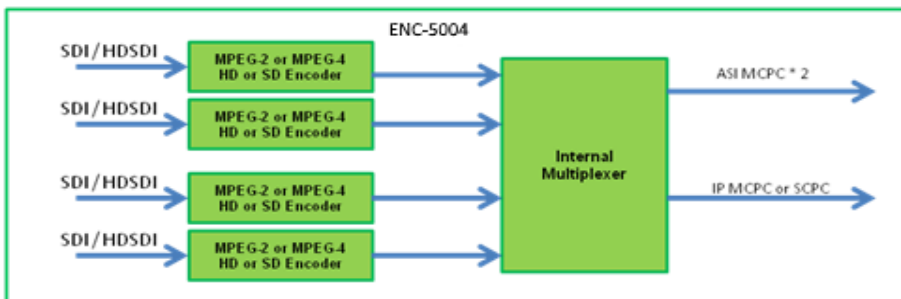 ENC-5004
SDI/HDSDI
MPEG-2 or MPEG-4
HD or SD Encoder
SDI/HDSDI
MPEG-2 or MPEG-4
HD or SD Encoder
SDI/HDSDI
MPEG-2 or MPEG-4
HD or SD Encoder
SDI/HDSDI
MPEG-2 or MPEG-4
HD or SD Encoder
Internal
Multiplexer
ASI MCPC * 2
IP MCPC or SCPC